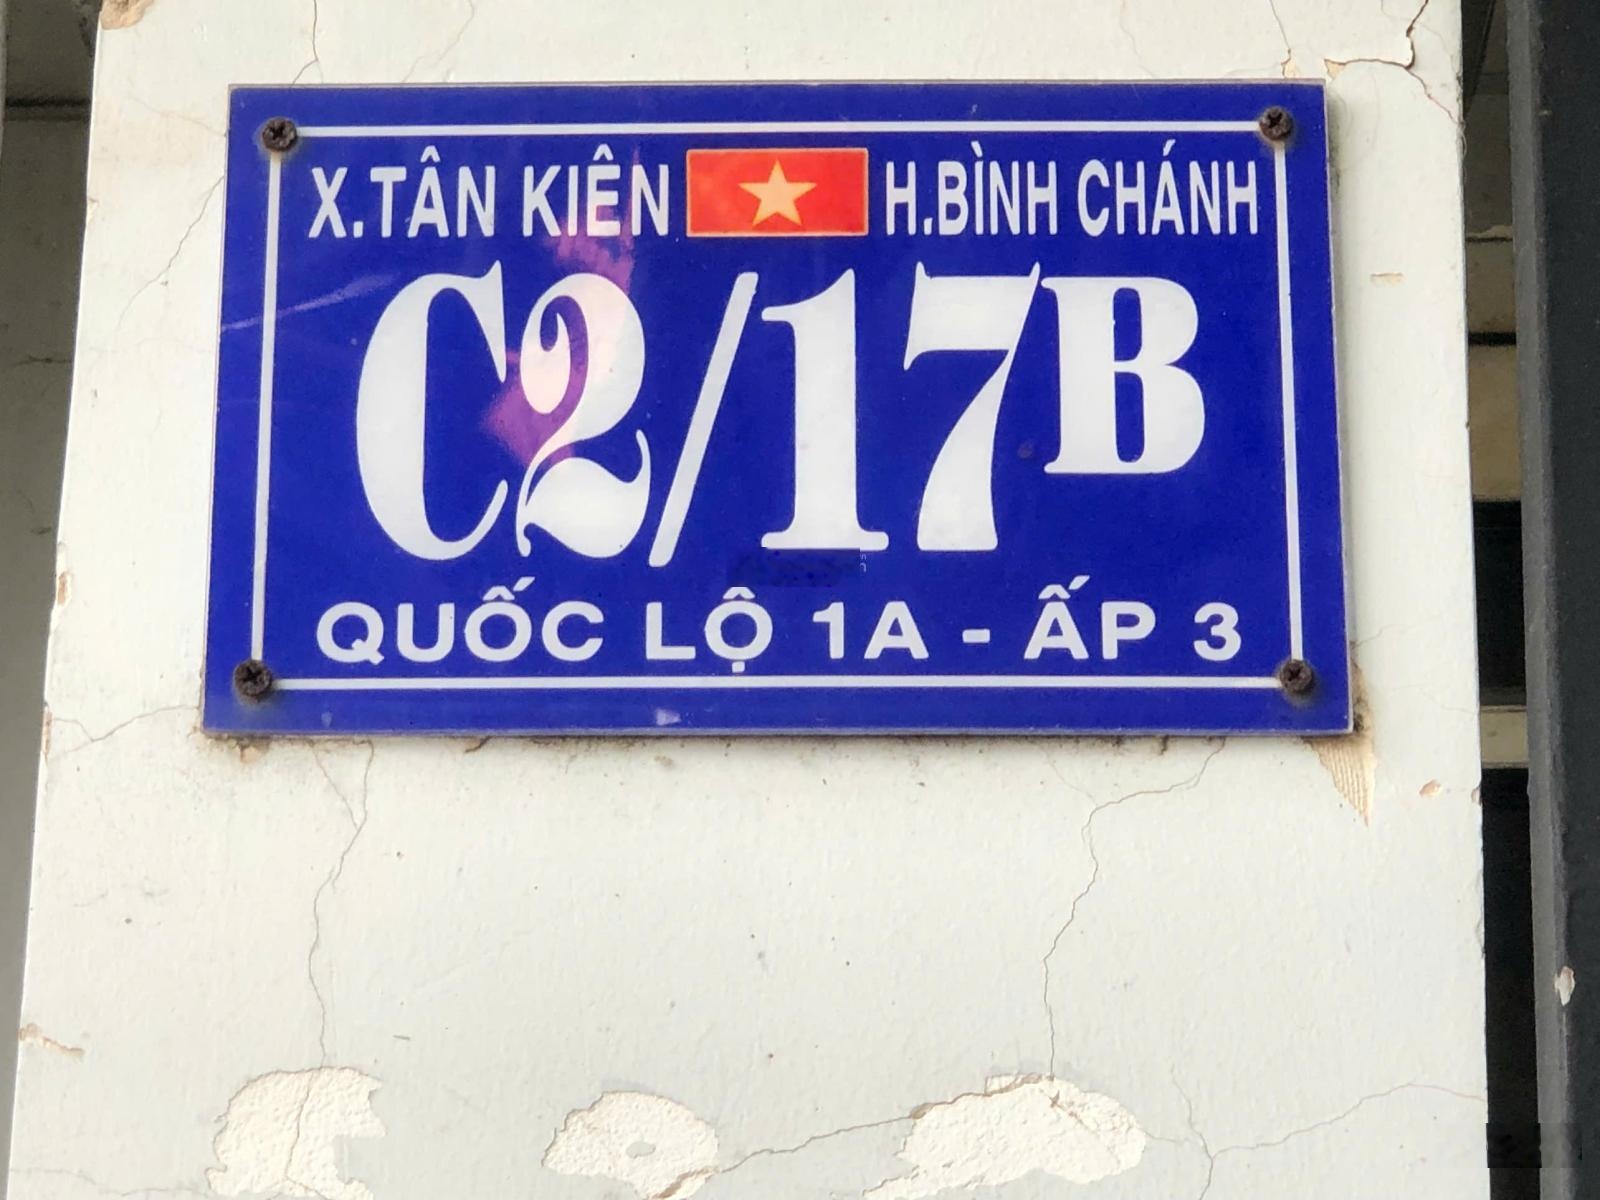 X.TÂN KIÊN H.BÌNH CHÁNH
C2/17B
QUỐC LỘ 1A - ẤP 3